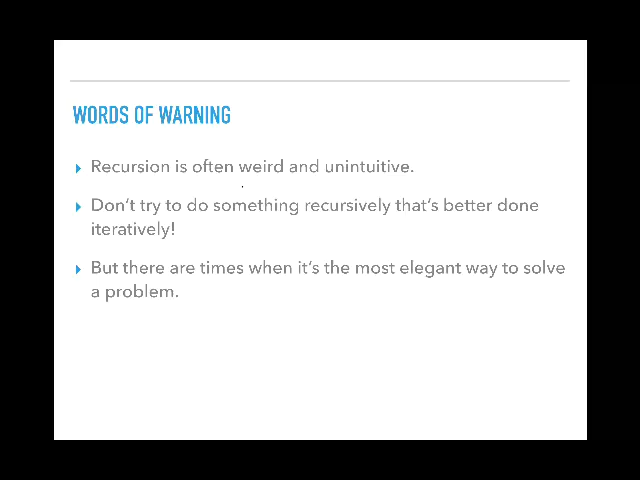 WORDS OF WARNING
▸ Recursion is often weird and unintuitive.
▸ Don't try to do something recursively that's better done
iteratively!
▸ But there are times when it's the most elegant way to solve
a problem.